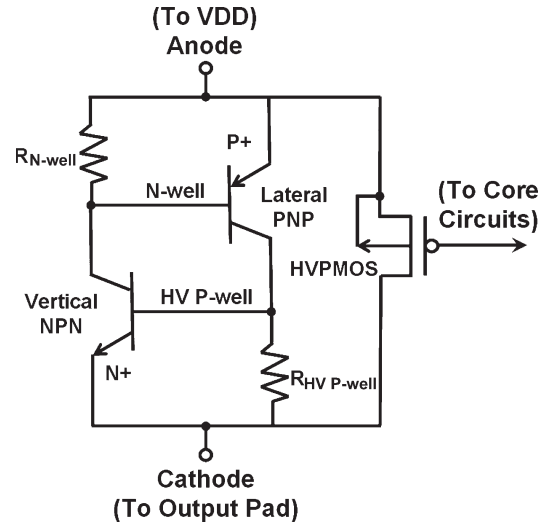 (To VDD)
Anode
P+
RN-well
N-well
Lateral
PNP
(To Core
Circuits)
HVPMOS
Vertical
NPN
HV P-well
N+
RHV P-well
Cathode
(To Output Pad)